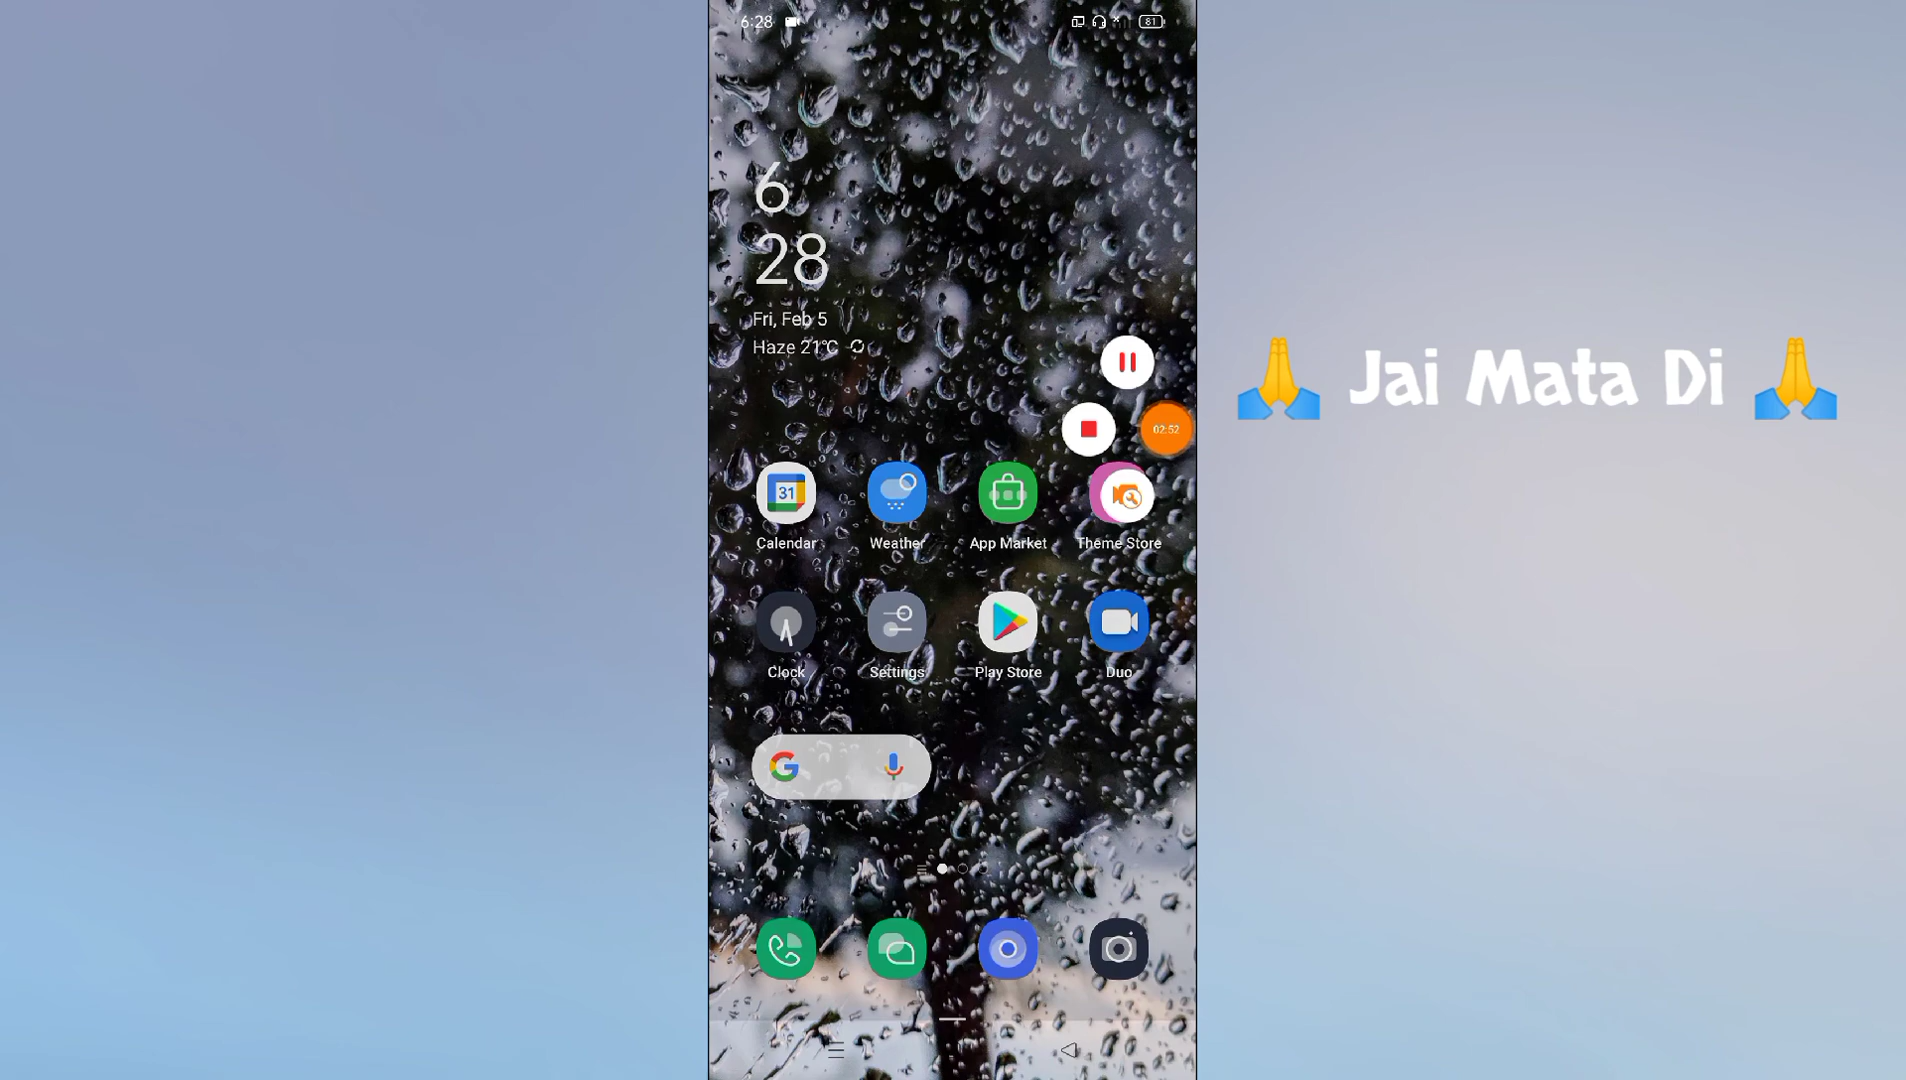 6:28
81
6
28
Fri, Feb 5
Haze 21°C
02:52
🙏 Jai Mata Di 🙏
31
Calendar
Weather
App Market
Theme Store
Clock
Settings
Play Store
Duo
G